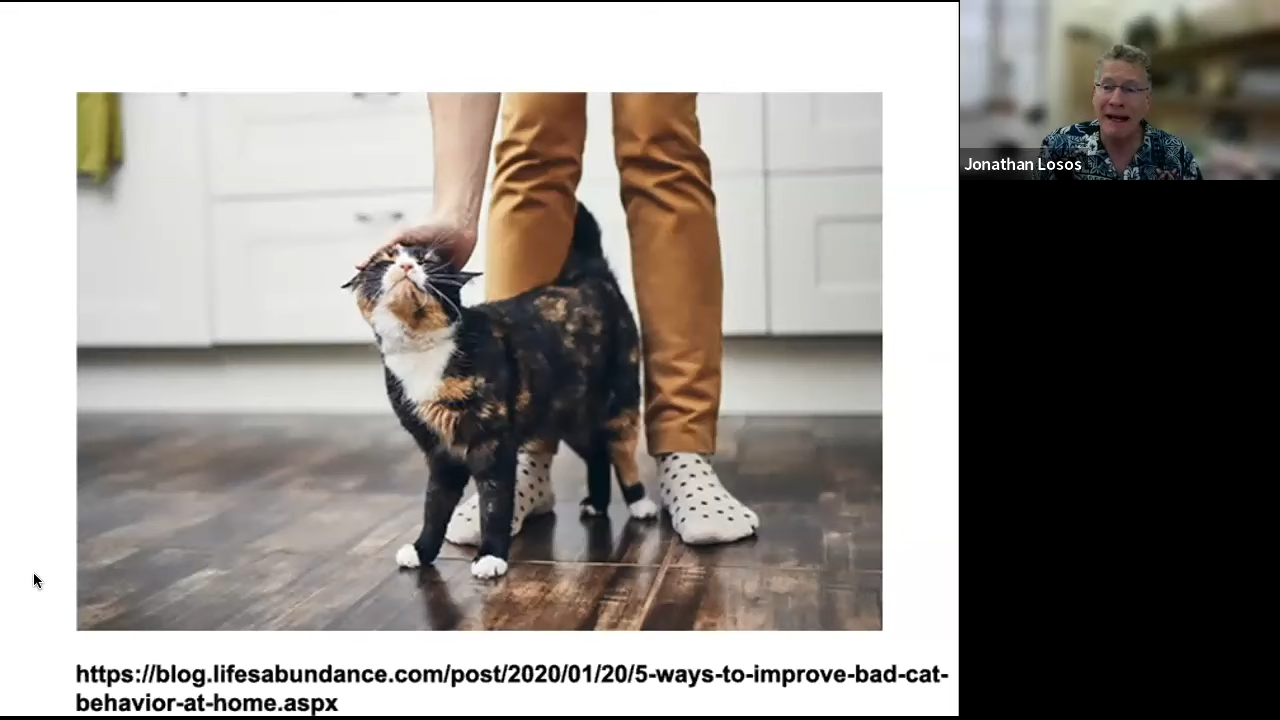 Jonathan Losos
https://blog.lifesabundance.com/post/2020/01/20/5-ways-to-improve-bad-cat-
behavior-at-home.aspx